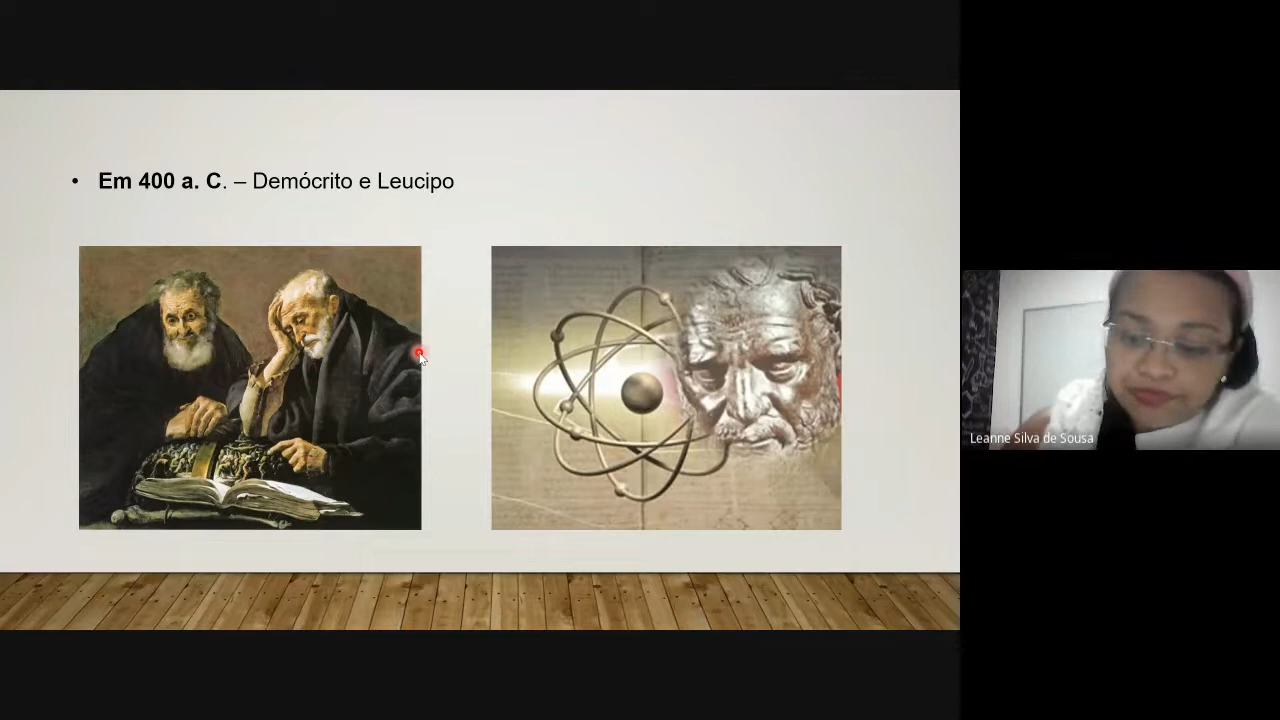 • Em 400 a. C. – Demócrito e Leucipo
Leanne Silva de Sousa